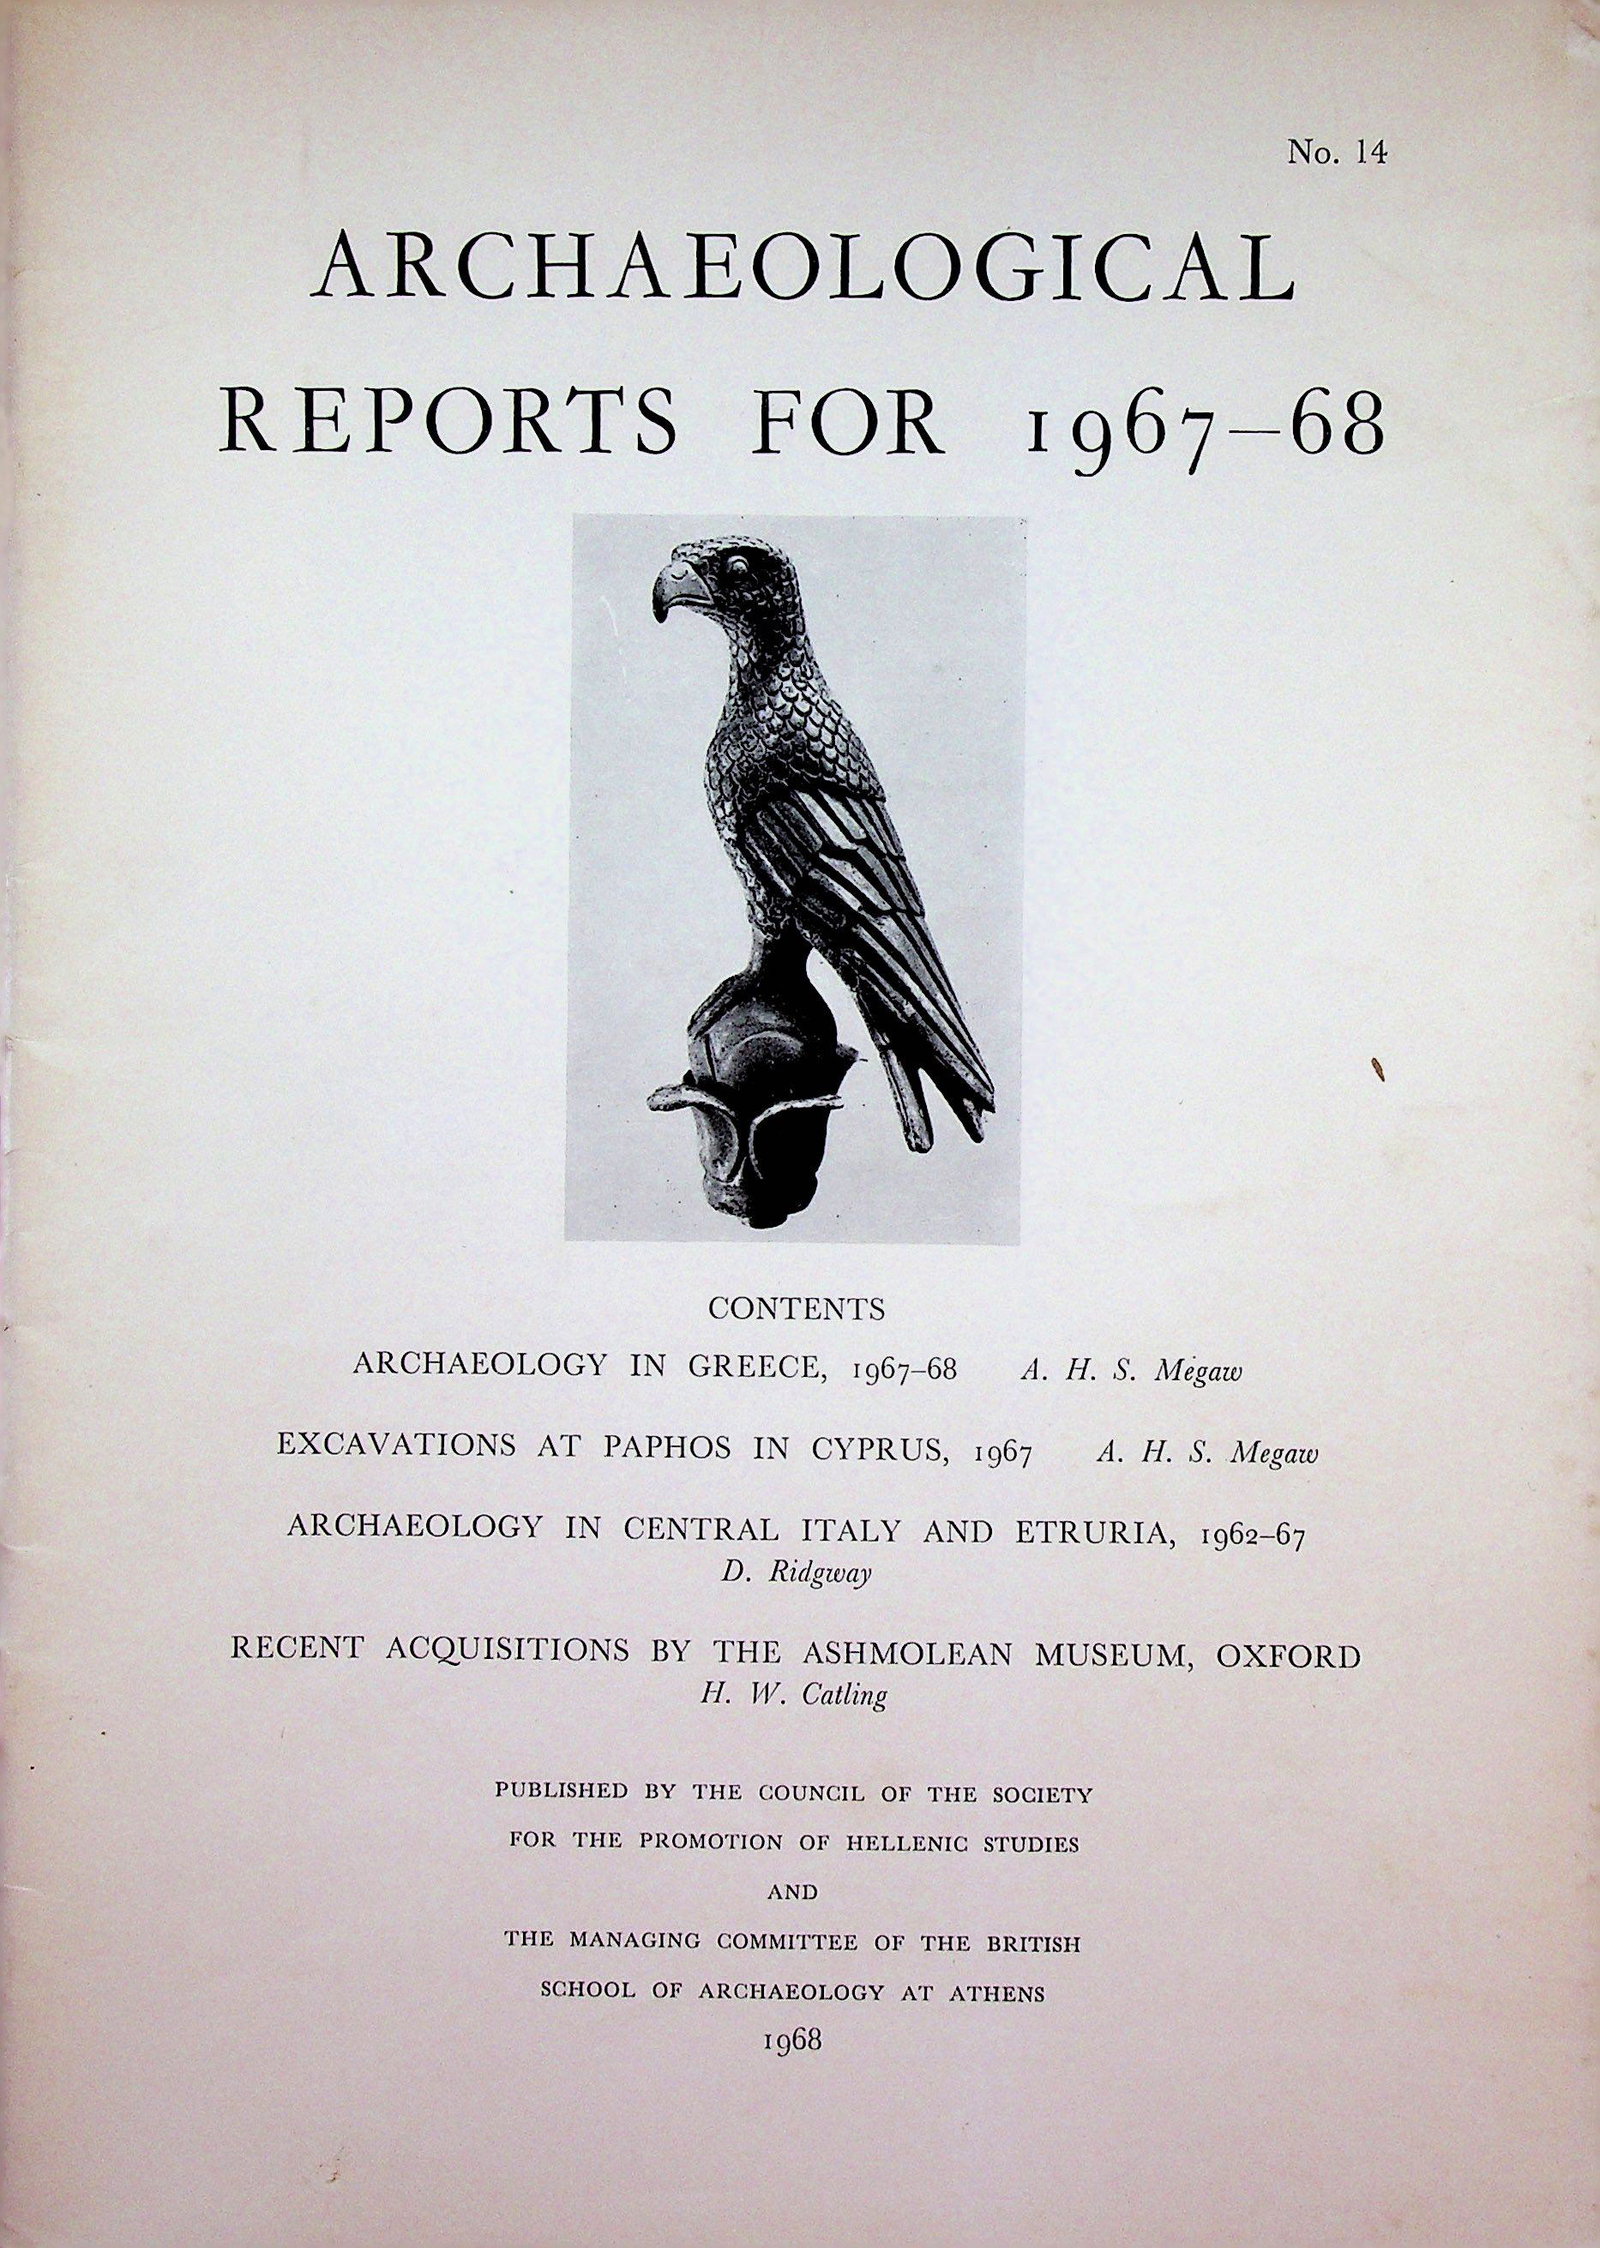 No. 14
ARCHAEOLOGICAL
REPORTS FOR 1967–68
CONTENTS
ARCHAEOLOGY IN GREECE, 1967–68 A. H. S. Megaw
EXCAVATIONS AT PAPHOS IN CYPRUS, 1967 A. H. S. Megaw
ARCHAEOLOGY IN CENTRAL ITALY AND ETRURIA, 1962–67
D. Ridgway
RECENT ACQUISITIONS BY THE ASHMOLEAN MUSEUM, OXFORD
H. W. Catling
PUBLISHED BY THE COUNCIL OF THE SOCIETY
FOR THE PROMOTION OF HELLENIC STUDIES
AND
THE MANAGING COMMITTEE OF THE BRITISH
SCHOOL OF ARCHAEOLOGY AT ATHENS
1968